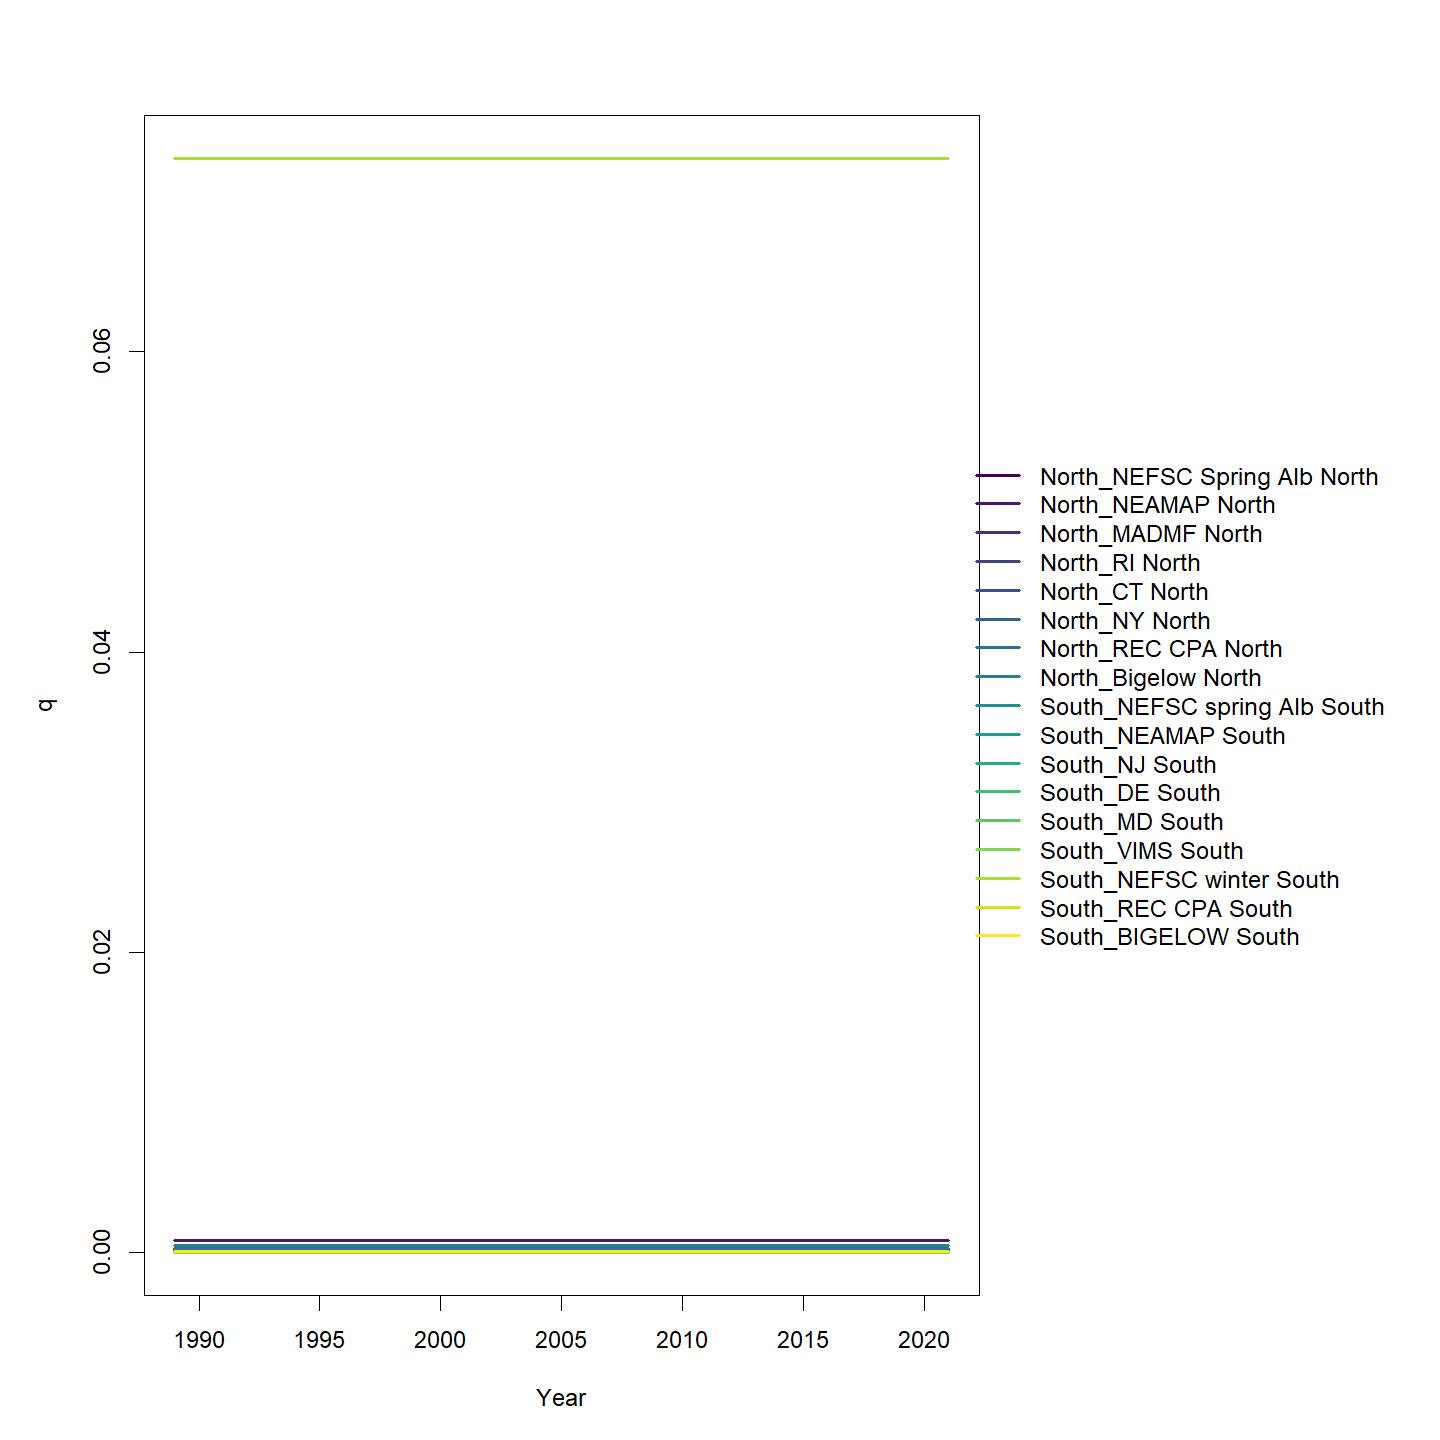 0.06
0.04
0.02
0.00
q
1990 1995 2000 2005 2010 2015 2020
Year
North_NEFSC Spring Alb North
North_NEAMAP North
North_MADMF North
North_RI North
North_CT North
North_NY North
North_REC CPA North
North_Bigelow North
South_NEFSC spring Alb South
South_NEAMAP South
South_NJ South
South_DE South
South_MD South
South_VIMS South
South_NEFSC winter South
South_REC CPA South
South_BIGELOW South